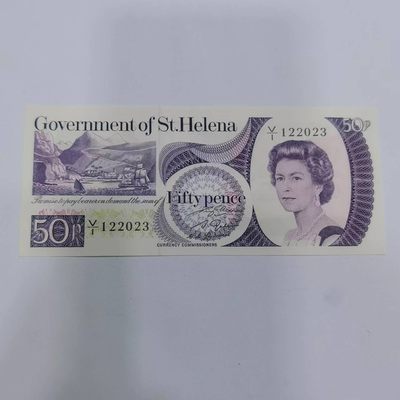 Government of St. Helena
V/1 122023
50P
I promise to pay bearer on demand the sum of
Fifty pence
50P
V/1 122023
CURRENCY COMMISSIONERS